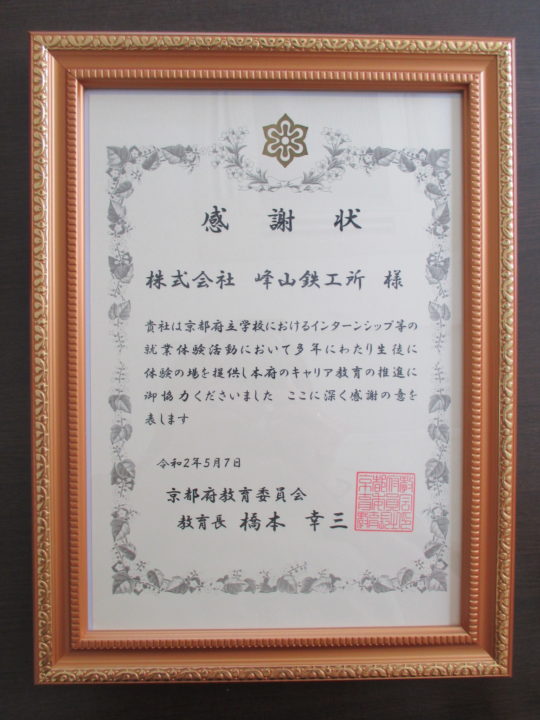 感謝状
株式会社 峰山鉄工所 様
貴社は京都府立学校におけるインターンシップ等の
就業体験活動において多年にわたり生徒に
体験の場を提供し本府のキャリア教育の推進に
御協力くださいました ここに深く感謝の意を
表します
令和2年5月7日
京都府教育委員会
教育長 橋本 幸三